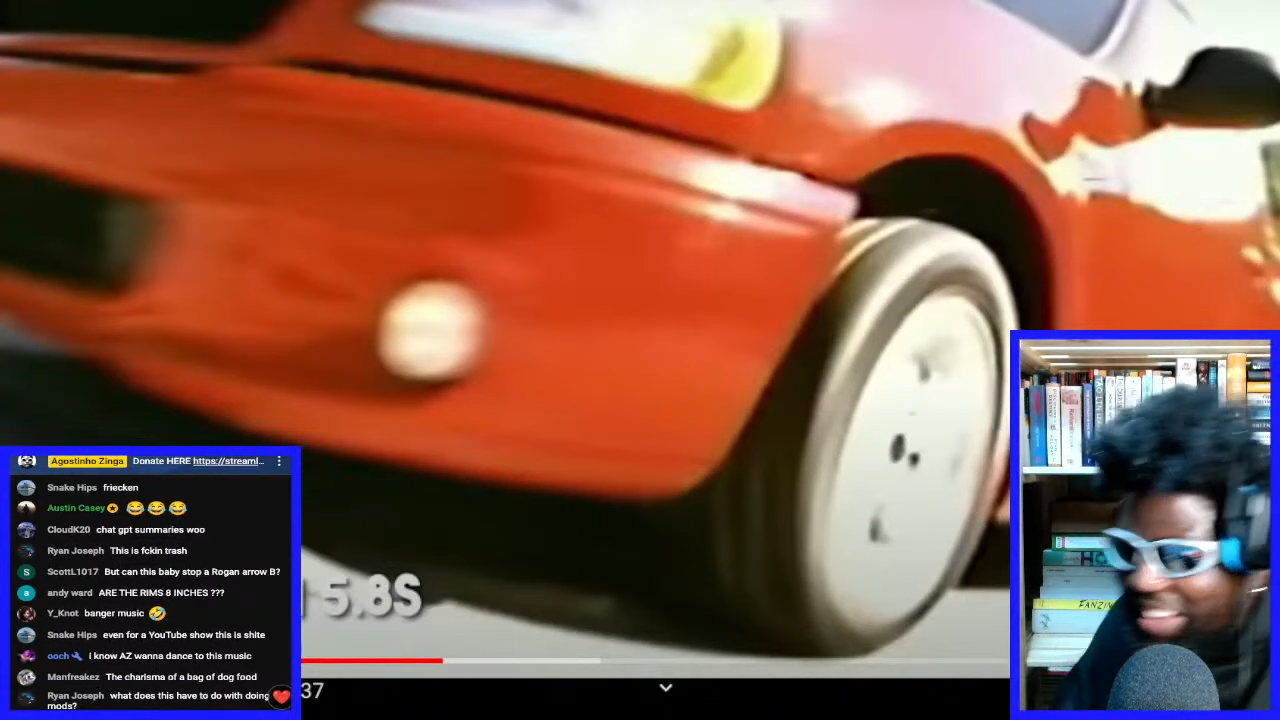 Agostinho Zinga Donate HERE https://streaml...
Snake Hips friecken
Austin Casey 😂 😂 😂
CloudK20 chat gpt summaries woo
Ryan Joseph This is fckin trash
S ScottL1017 But can this baby stop a Rogan arrow B?
a andy ward ARE THE RIMS 8 INCHES ???
Y_Knot banger music 🤣
Snake Hips even for a YouTube show this is shite
ooch I know AZ wanna dance to this music
Manfreakez The charisma of a bag of dog food
Ryan Joseph what does this have to do with doing
mods?
5.8S
37
FANZIN